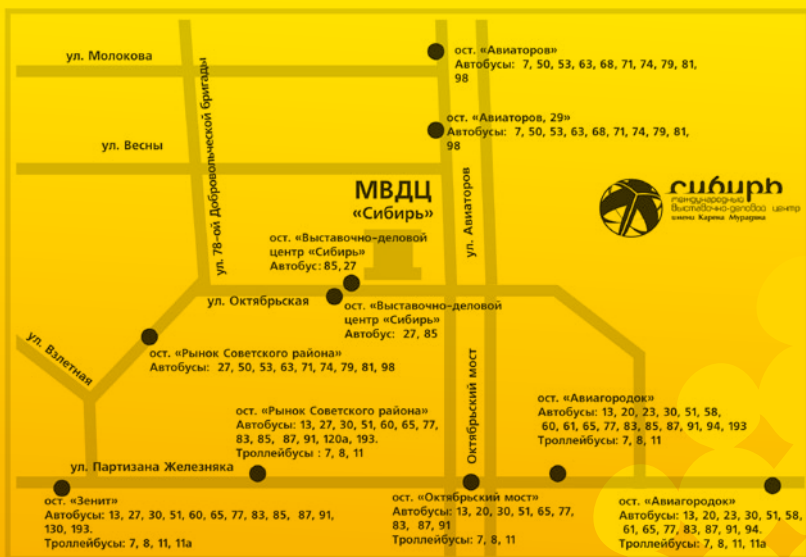 ул. Молокова
ост. «Авиаторов»
Автобусы: 7, 50, 53, 63, 68, 71, 74, 79, 81,
98
ул. 78-ой Добровольческой бригады
ост. «Авиаторов, 29»
Автобусы: 7, 50, 53, 63, 68, 71, 74, 79, 81,
98
ул. Весны
МВДЦ
«Сибирь»
ул. Авиаторов
сибирь
международный
выставочно-деловой центр
имени Карена Мурадяна
ост. «Выставочно-деловой
центр «Сибирь»
Автобус: 85, 27
ул. Октябрьская
ост. «Выставочно-деловой
центр «Сибирь»
Автобус: 27, 85
ул. Взлетная
ост. «Рынок Советского района»
Автобусы: 27, 50, 53, 63, 71, 74, 79, 81, 98
Октябрьский мост
ост. «Рынок Советского района»
Автобусы: 13, 27, 30, 51, 60, 65, 77,
83, 85, 87, 91, 120а, 193.
Троллейбусы : 7, 8, 11
ост. «Авиагородок»
Автобусы: 13, 20, 23, 30, 51, 58,
60, 61, 65, 77, 83, 85, 87, 91, 94, 193
Троллейбусы: 7, 8, 11
ул. Партизана Железняка
ост. «Зенит»
Автобусы: 13, 27, 30, 51, 60, 65, 77, 83, 85, 87, 91,
130, 193.
Троллейбусы: 7, 8, 11, 11а
ост. «Октябрьский мост»
Автобусы: 13, 20, 30, 51, 65, 77,
83, 87, 91
Троллейбусы: 7, 8, 11
ост. «Авиагородок»
Автобусы: 13, 20, 23, 30, 51, 58,
61, 65, 77, 83, 87, 91, 94.
Троллейбусы: 7, 8, 11, 11а